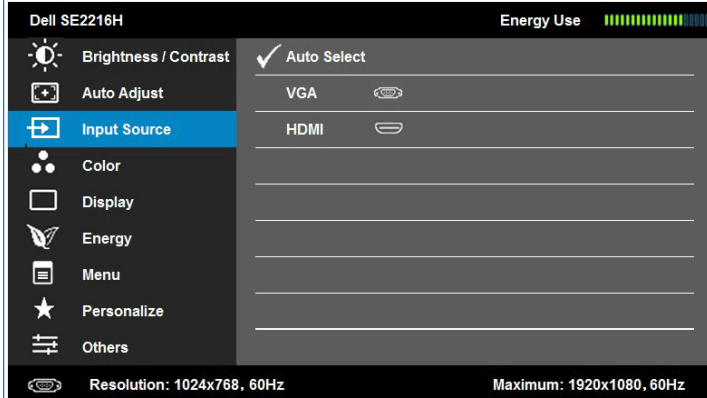 Dell SE2216H Energy Use
Brightness / Contrast Auto Select
Auto Adjust VGA
Input Source HDMI
Color
Display
Energy
Menu
Personalize
Others
Resolution: 1024x768, 60Hz Maximum: 1920x1080, 60Hz